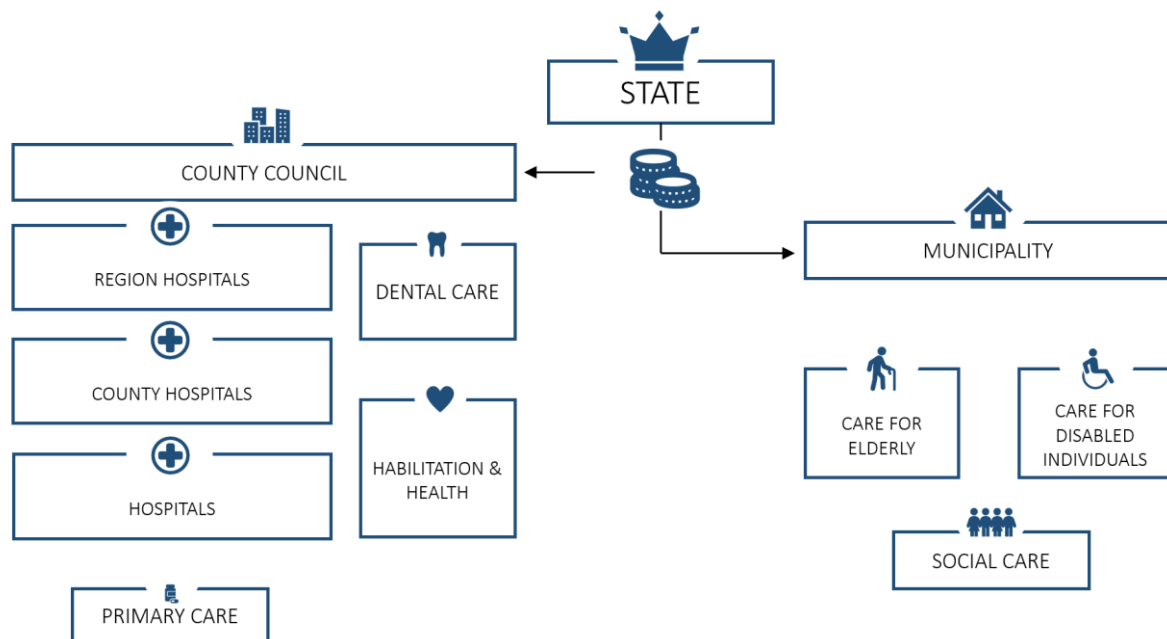 STATE
COUNTY COUNCIL
REGION HOSPITALS
COUNTY HOSPITALS
HOSPITALS
PRIMARY CARE
DENTAL CARE
HABILITATION &
HEALTH
MUNICIPALITY
CARE FOR
ELDERLY
CARE FOR
DISABLED
INDIVIDUALS
SOCIAL CARE